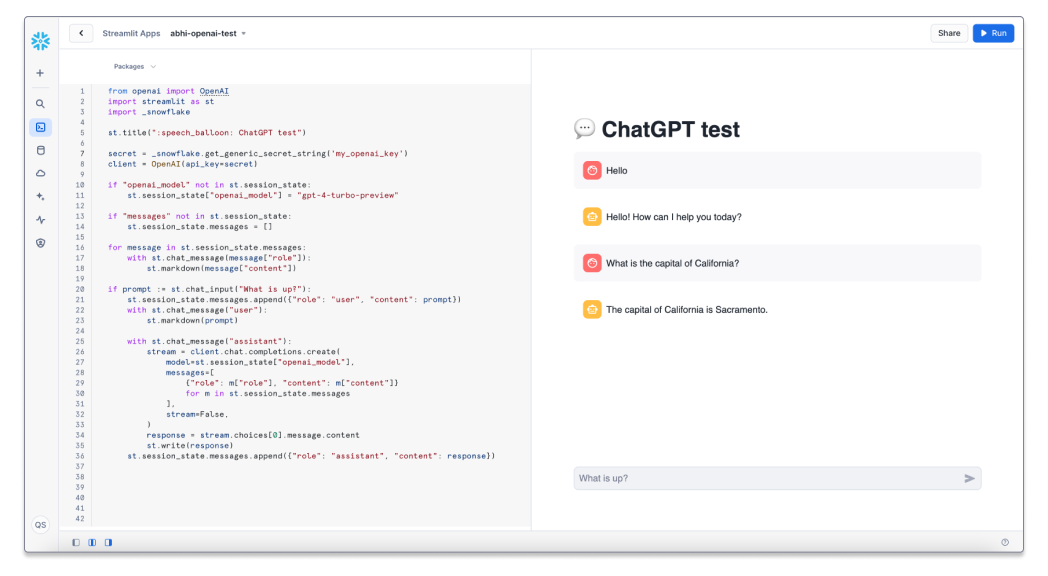 Streamlit Apps abhi-openai-test
Share
Run
Packages
1 from openai import OpenAI
2 import streamlit as st
3 import _snowflake
4
5 st.title(":speech_balloon: ChatGPT test")
6
7 secret = _snowflake.get_generic_secret_string('my_openai_key')
8 client = OpenAI(api_key=secret)
9
10 if "openai_model" not in st.session_state:
11     st.session_state["openai_model"] = "gpt-4-turbo-preview"
12
13 if "messages" not in st.session_state:
14     st.session_state.messages = []
15
16 for message in st.session_state.messages:
17     with st.chat_message(message["role"]):
18         st.markdown(message["content"])
19
20 if prompt := st.chat_input("What is up?"):
21     st.session_state.messages.append({"role": "user", "content": prompt})
22     with st.chat_message("user"):
23         st.markdown(prompt)
24
25     with st.chat_message("assistant"):
26         stream = client.chat.completions.create(
27             model=st.session_state["openai_model"],
28             messages=[
29                 {"role": m["role"], "content": m["content"]}
30                 for m in st.session_state.messages
31             ],
32             stream=False,
33         )
34         response = stream.choices[0].message.content
35         st.write(response)
36     st.session_state.messages.append({"role": "assistant", "content": response})
37
38
39
40
41
42
ChatGPT test
Hello
Hello! How can I help you today?
What is the capital of California?
The capital of California is Sacramento.
What is up?
QS